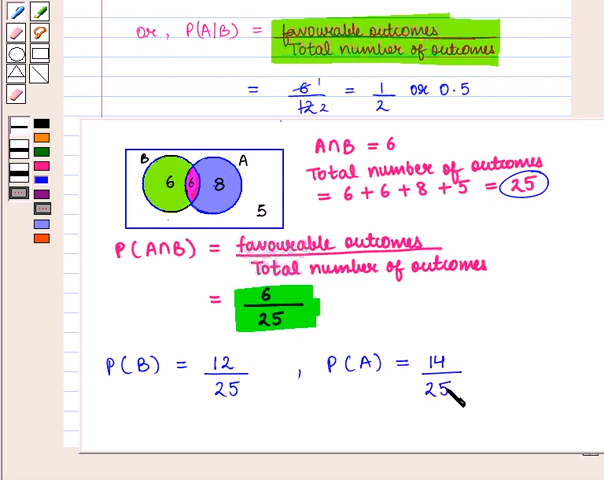 or, P(A|B) = favourable outcomes / Total number of outcomes
= 6 1 / 12 2 = 1/2 or 0.5
B A
6 6 8
5
A∩B = 6
Total number of outcomes
= 6 + 6 + 8 + 5 = 25
P(A∩B) = favourable outcomes / Total number of outcomes
= 6/25
P(B) = 12/25 , P(A) = 14/25